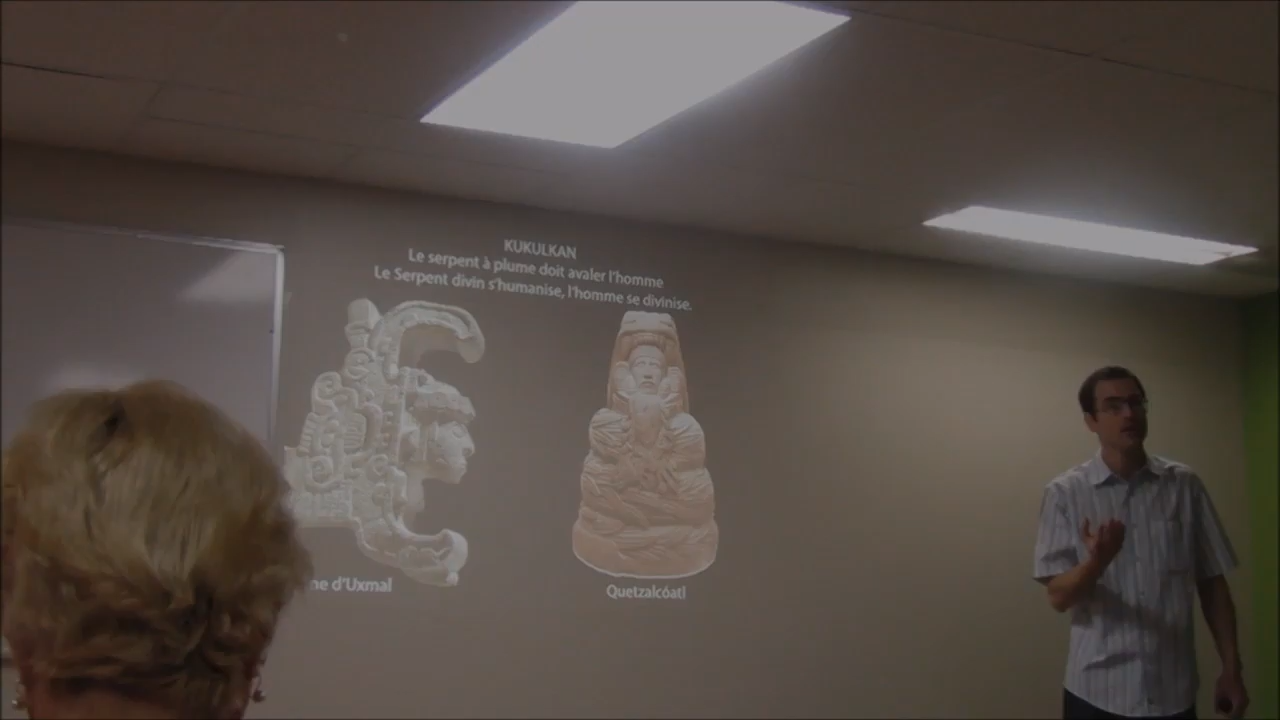 KUKULKAN
Le serpent à plume doit avaler l'homme
Le Serpent divin s'humanise, l'homme se divinise.
d'Uxmal
Quetzalcóatl